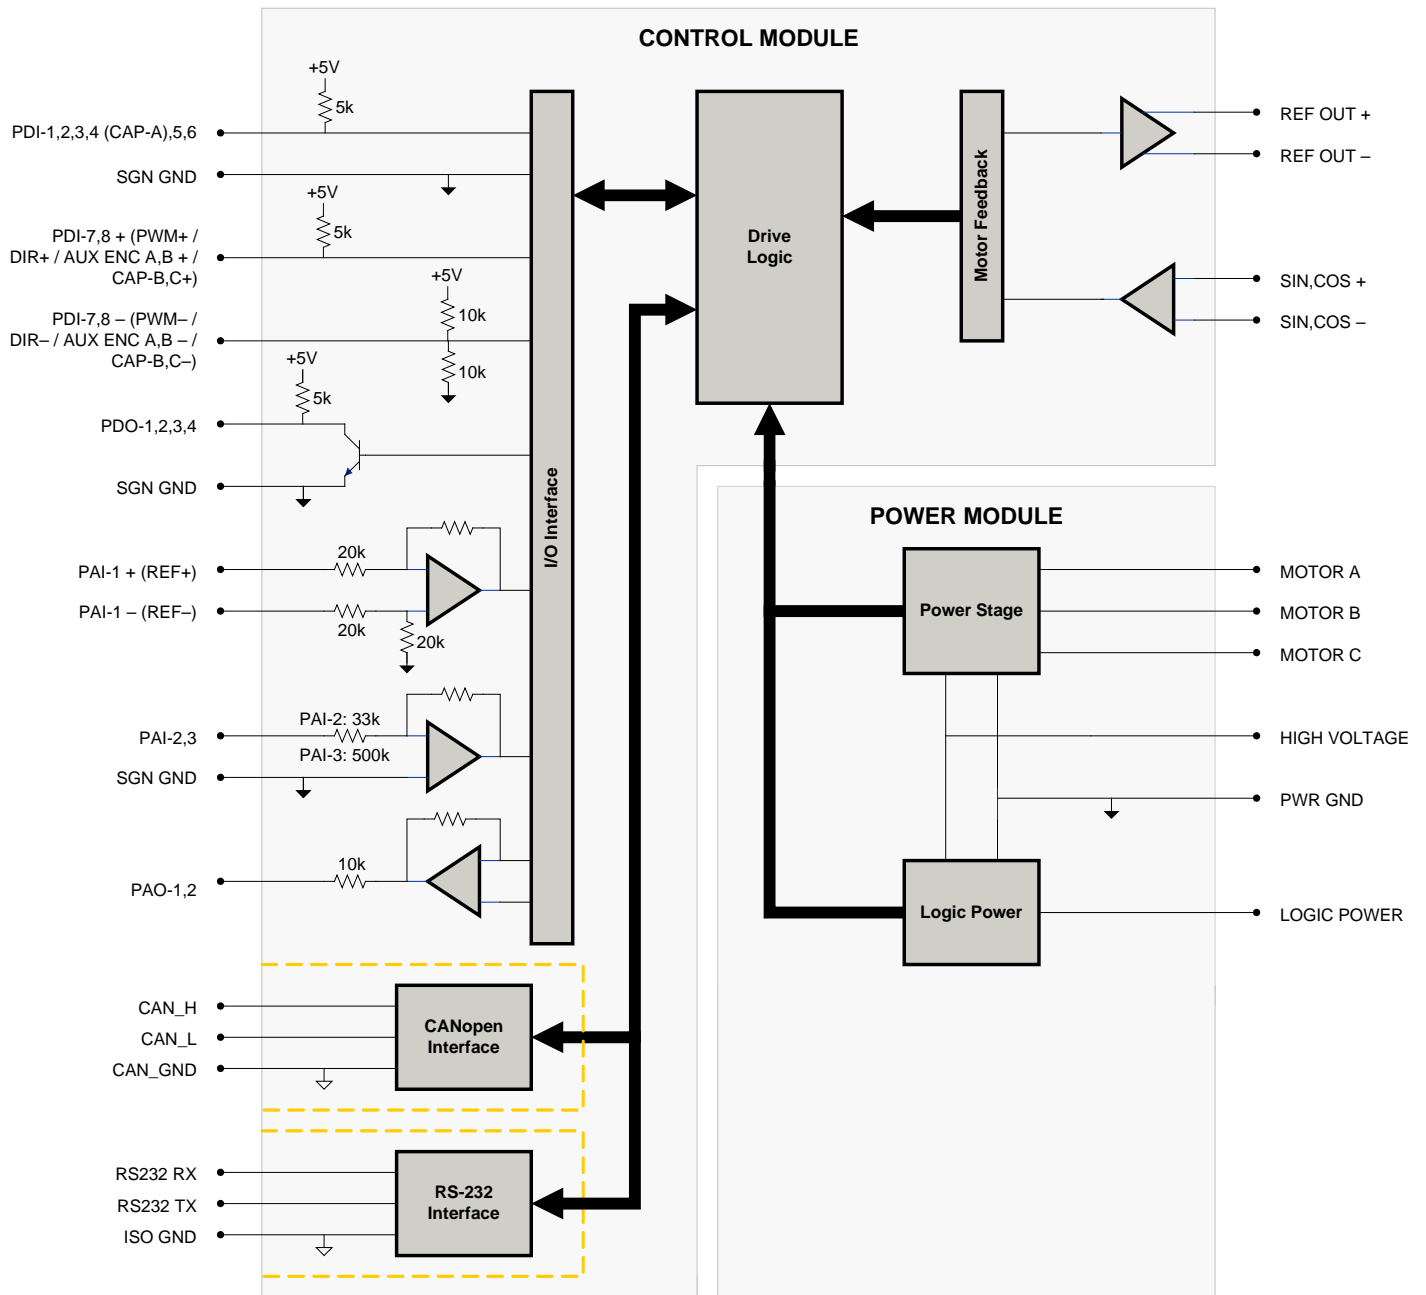 CONTROL MODULE
+5V
5k
PDI-1,2,3,4 (CAP-A),5,6
SGN GND
+5V
5k
PDI-7,8 + (PWM+ /
DIR+ / AUX ENC A,B + /
CAP-B,C+)
+5V
10k
PDI-7,8 – (PWM– /
DIR– / AUX ENC A,B – /
CAP-B,C–)
10k
+5V
5k
PDO-1,2,3,4
SGN GND
20k
PAI-1 + (REF+)
PAI-1 – (REF–)
20k
20k
PAI-2: 33k
PAI-2,3
PAI-3: 500k
SGN GND
10k
PAO-1,2
I/O Interface
Drive
Logic
Motor Feedback
REF OUT +
REF OUT –
SIN,COS +
SIN,COS –
POWER MODULE
Power Stage
MOTOR A
MOTOR B
MOTOR C
HIGH VOLTAGE
PWR GND
Logic Power
LOGIC POWER
CAN_H
CAN_L
CAN_GND
CANopen
Interface
RS232 RX
RS232 TX
ISO GND
RS-232
Interface